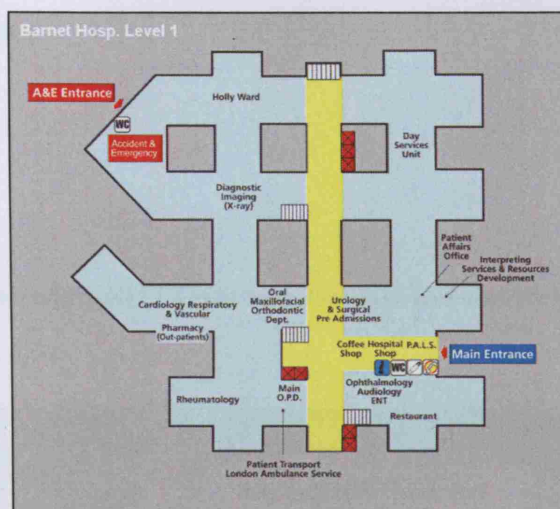 Barnet Hosp. Level 1
A&E Entrance
WC
Accident &
Emergency
Holly Ward
Day
Services
Unit
Diagnostic
Imaging
(X-ray)
Patient
Affairs
Office
Interpreting
Services & Resources
Development
Cardiology Respiratory
& Vascular
Pharmacy
(Out-patients)
Oral
Maxillofacial
Orthodontic
Dept.
Urology
& Surgical
Pre Admissions
Coffee
Shop
Hospital
Shop
P.A.L.S.
Main Entrance
WC
Rheumatology
Main
O.P.D.
Ophthalmology
Audiology
ENT
Restaurant
Patient Transport
London Ambulance Service